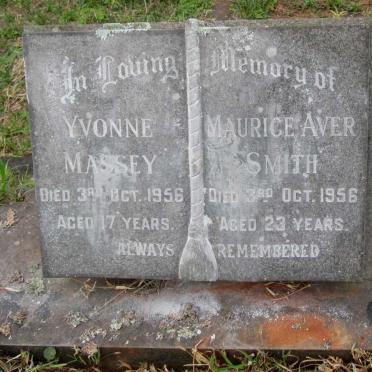 In Loving Memory of
YVONNE MASSEY
DIED 3RD OCT. 1956
AGED 17 YEARS.
MAURICE AVER SMITH
DIED 3RD OCT. 1956
AGED 23 YEARS.
ALWAYS REMEMBERED